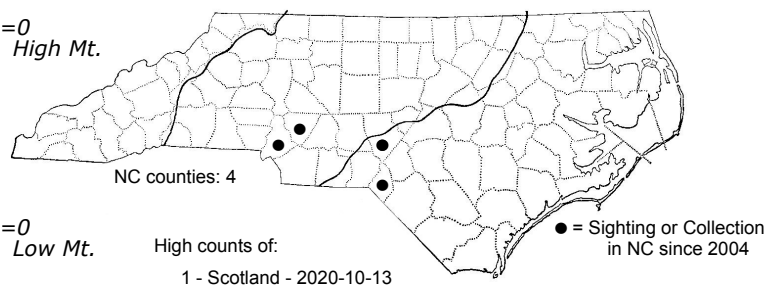 =0
High Mt.
NC counties: 4
=0
Low Mt.
High counts of:
1 - Scotland - 2020-10-13
● = Sighting or Collection
in NC since 2004